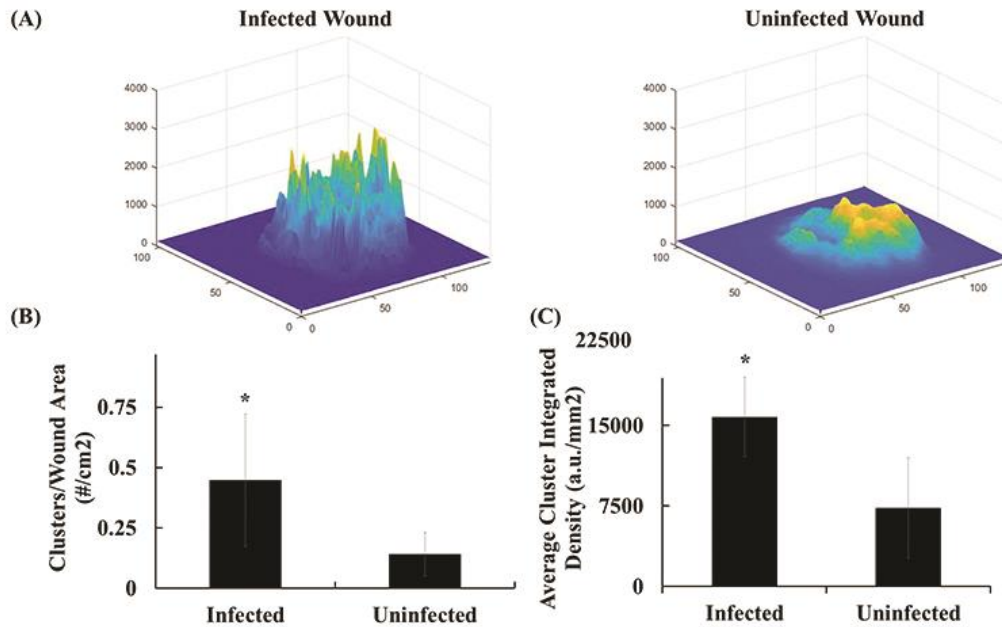 (A)
Infected Wound
Uninfected Wound
4000
3000
2000
1000
0
100
50
0
0
50
100
4000
3000
2000
1000
0
100
50
0
0
50
100
(B)
Clusters/Wound Area
(#/cm2)
0.75
0.5
0.25
0
*
Infected
Uninfected
(C)
Average Cluster Integrated
Density (a.u./mm2)
22500
15000
7500
0
*
Infected
Uninfected